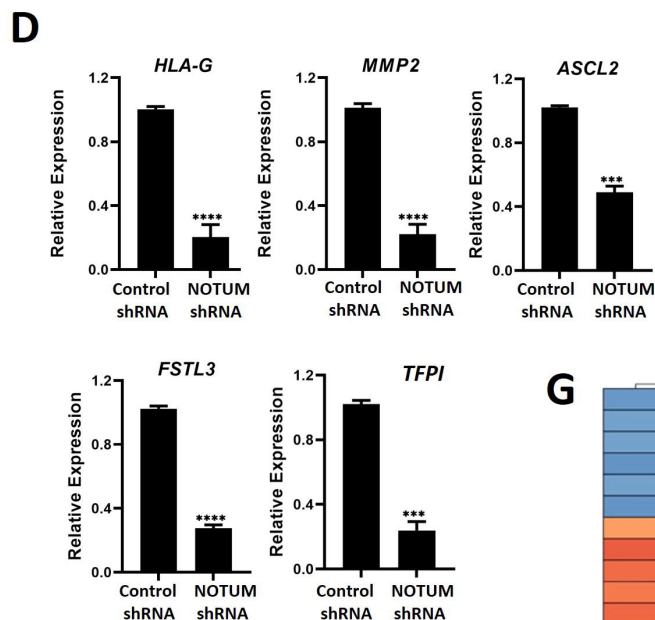 D
HLA-G
Relative Expression
1.2
0.8
0.4
0.0
****
Control
shRNA
NOTUM
shRNA
MMP2
Relative Expression
1.2
0.8
0.4
0.0
****
Control
shRNA
NOTUM
shRNA
ASCL2
Relative Expression
1.2
0.8
0.4
0.0
***
Control
shRNA
NOTUM
shRNA
FSTL3
Relative Expression
1.2
0.8
0.4
0.0
****
Control
shRNA
NOTUM
shRNA
TFPI
Relative Expression
1.2
0.8
0.4
0.0
***
Control
shRNA
NOTUM
shRNA
G